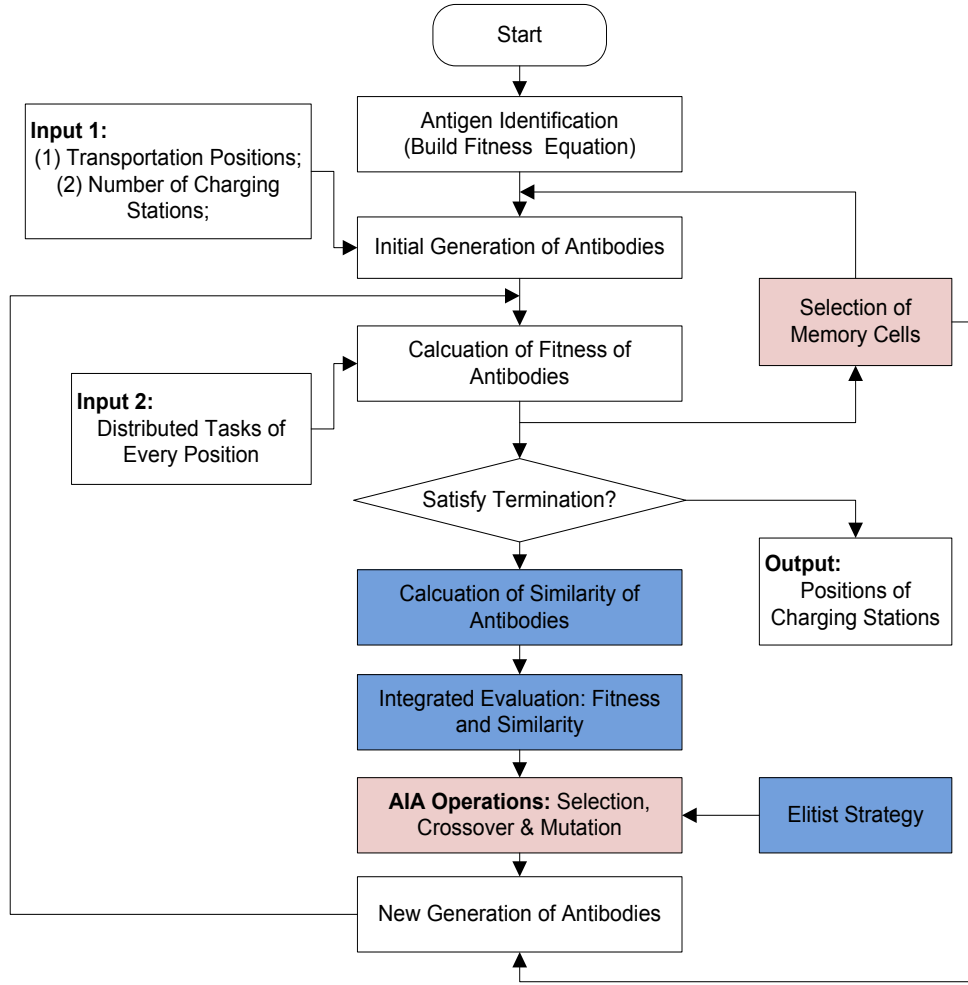 Start
Antigen Identification
(Build Fitness Equation)
Input 1:
(1) Transportation Positions;
(2) Number of Charging
Stations;
Initial Generation of Antibodies
Selection of
Memory Cells
Calcuation of Fitness of
Antibodies
Input 2:
Distributed Tasks of
Every Position
Satisfy Termination?
Output:
Positions of
Charging Stations
Calcuation of Similarity of
Antibodies
Integrated Evaluation: Fitness
and Similarity
AIA Operations: Selection,
Crossover & Mutation
Elitist Strategy
New Generation of Antibodies